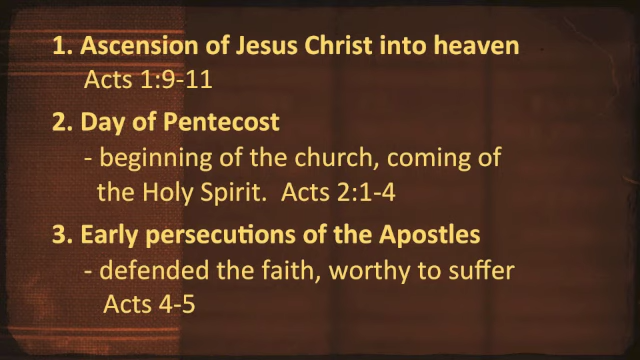 1. Ascension of Jesus Christ into heaven
Acts 1:9-11
2. Day of Pentecost
- beginning of the church, coming of
the Holy Spirit.  Acts 2:1-4
3. Early persecutions of the Apostles
- defended the faith, worthy to suffer
Acts 4-5